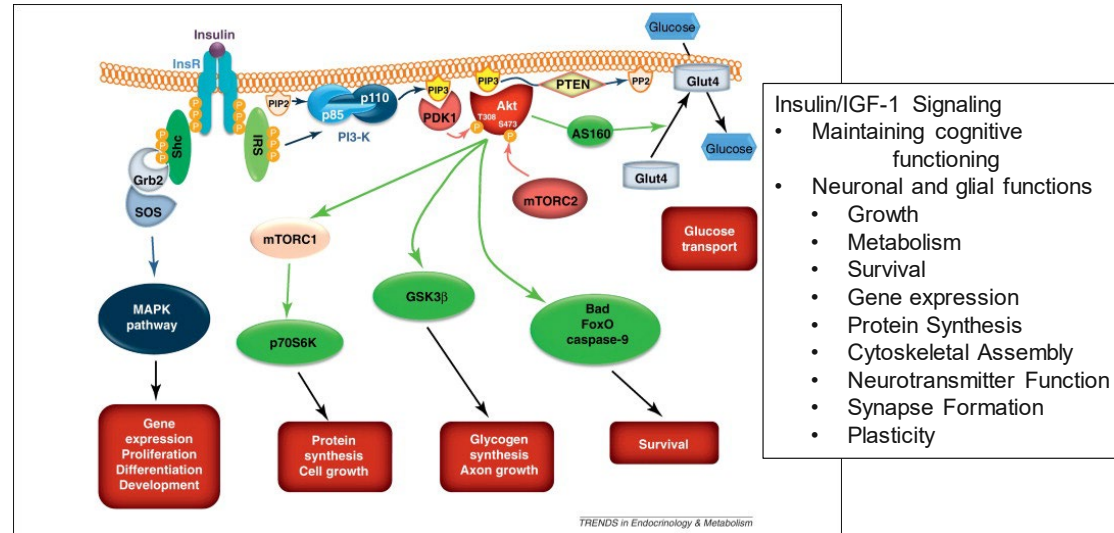 Insulin
InsR
Glucose
PIP2
p110
p85
PI3-K
PIP3
PDK1
PIP3
Akt
T308
S473
PTEN
PP2
Glut4
Glucose
AS160
Glut4
P
P
P
P
P
P
P
P
P
P
P
P
P
Shc
IRS
Grb2
SOS
mTORC2
mTORC1
Glucose
transport
MAPK
pathway
p70S6K
GSK3β
Bad
FoxO
caspase-9
Gene
expression
Proliferation
Differentiation
Development
Protein
synthesis
Cell growth
Glycogen
synthesis
Axon growth
Survival
TRENDS in Endocrinology & Metabolism
Insulin/IGF-1 Signaling
• Maintaining cognitive
functioning
• Neuronal and glial functions
• Growth
• Metabolism
• Survival
• Gene expression
• Protein Synthesis
• Cytoskeletal Assembly
• Neurotransmitter Function
• Synapse Formation
• Plasticity